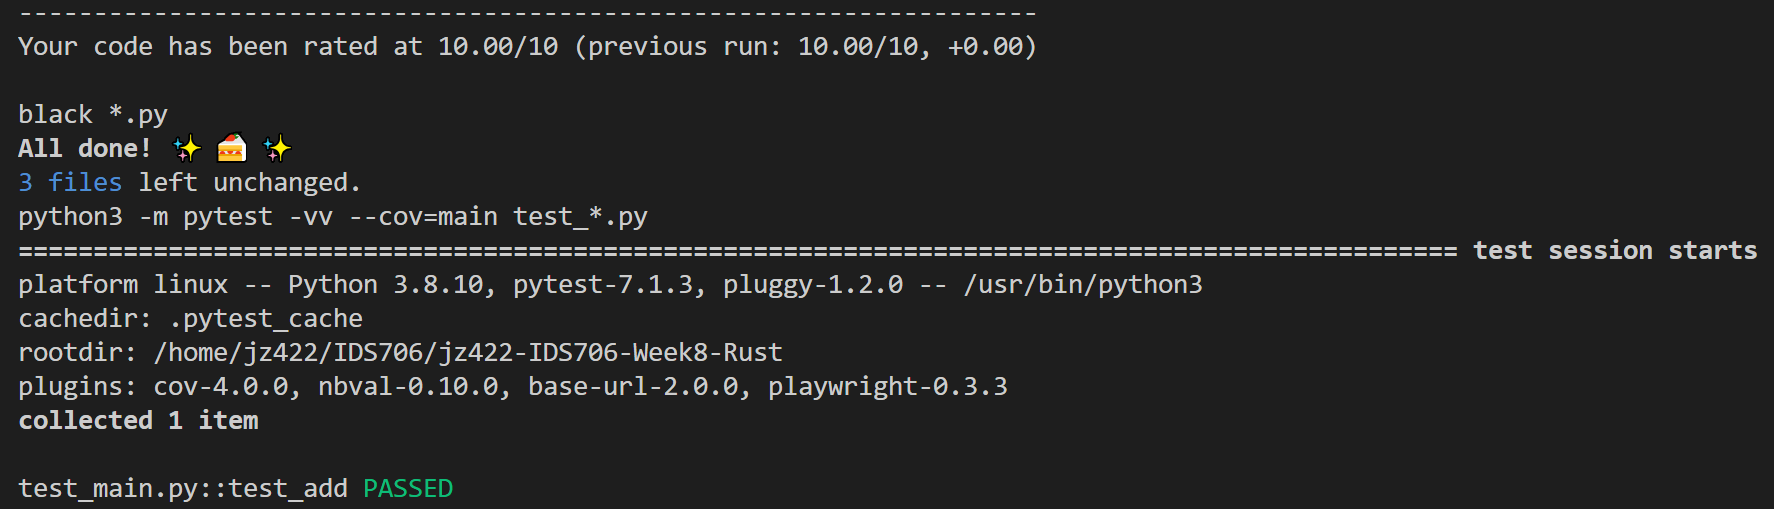 --------------------------------------------------------------------
Your code has been rated at 10.00/10 (previous run: 10.00/10, +0.00)
black *.py
All done! ✨ 🍰 ✨
3 files left unchanged.
python3 -m pytest -vv --cov=main test_*.py
================================================================================================ test session starts
platform linux -- Python 3.8.10, pytest-7.1.3, pluggy-1.2.0 -- /usr/bin/python3
cachedir: .pytest_cache
rootdir: /home/jz422/IDS706/jz422-IDS706-Week8-Rust
plugins: cov-4.0.0, nbval-0.10.0, base-url-2.0.0, playwright-0.3.3
collected 1 item
test_main.py::test_add PASSED